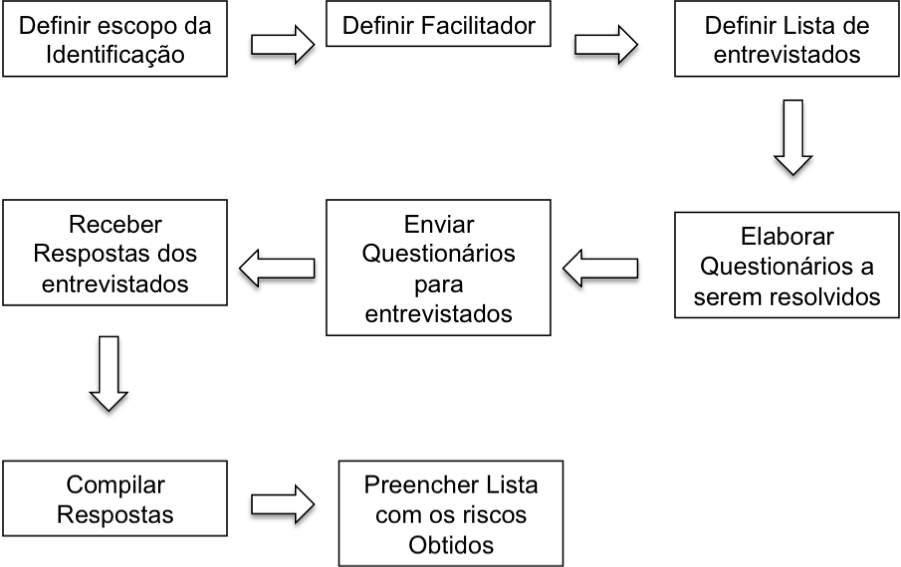 Definir escopo da
Identificação
Definir Facilitador
Definir Lista de
entrevistados
Elaborar
Questionários a
serem resolvidos
Enviar
Questionários
para
entrevistados
Receber
Respostas dos
entrevistados
Compilar
Respostas
Preencher Lista
com os riscos
Obtidos